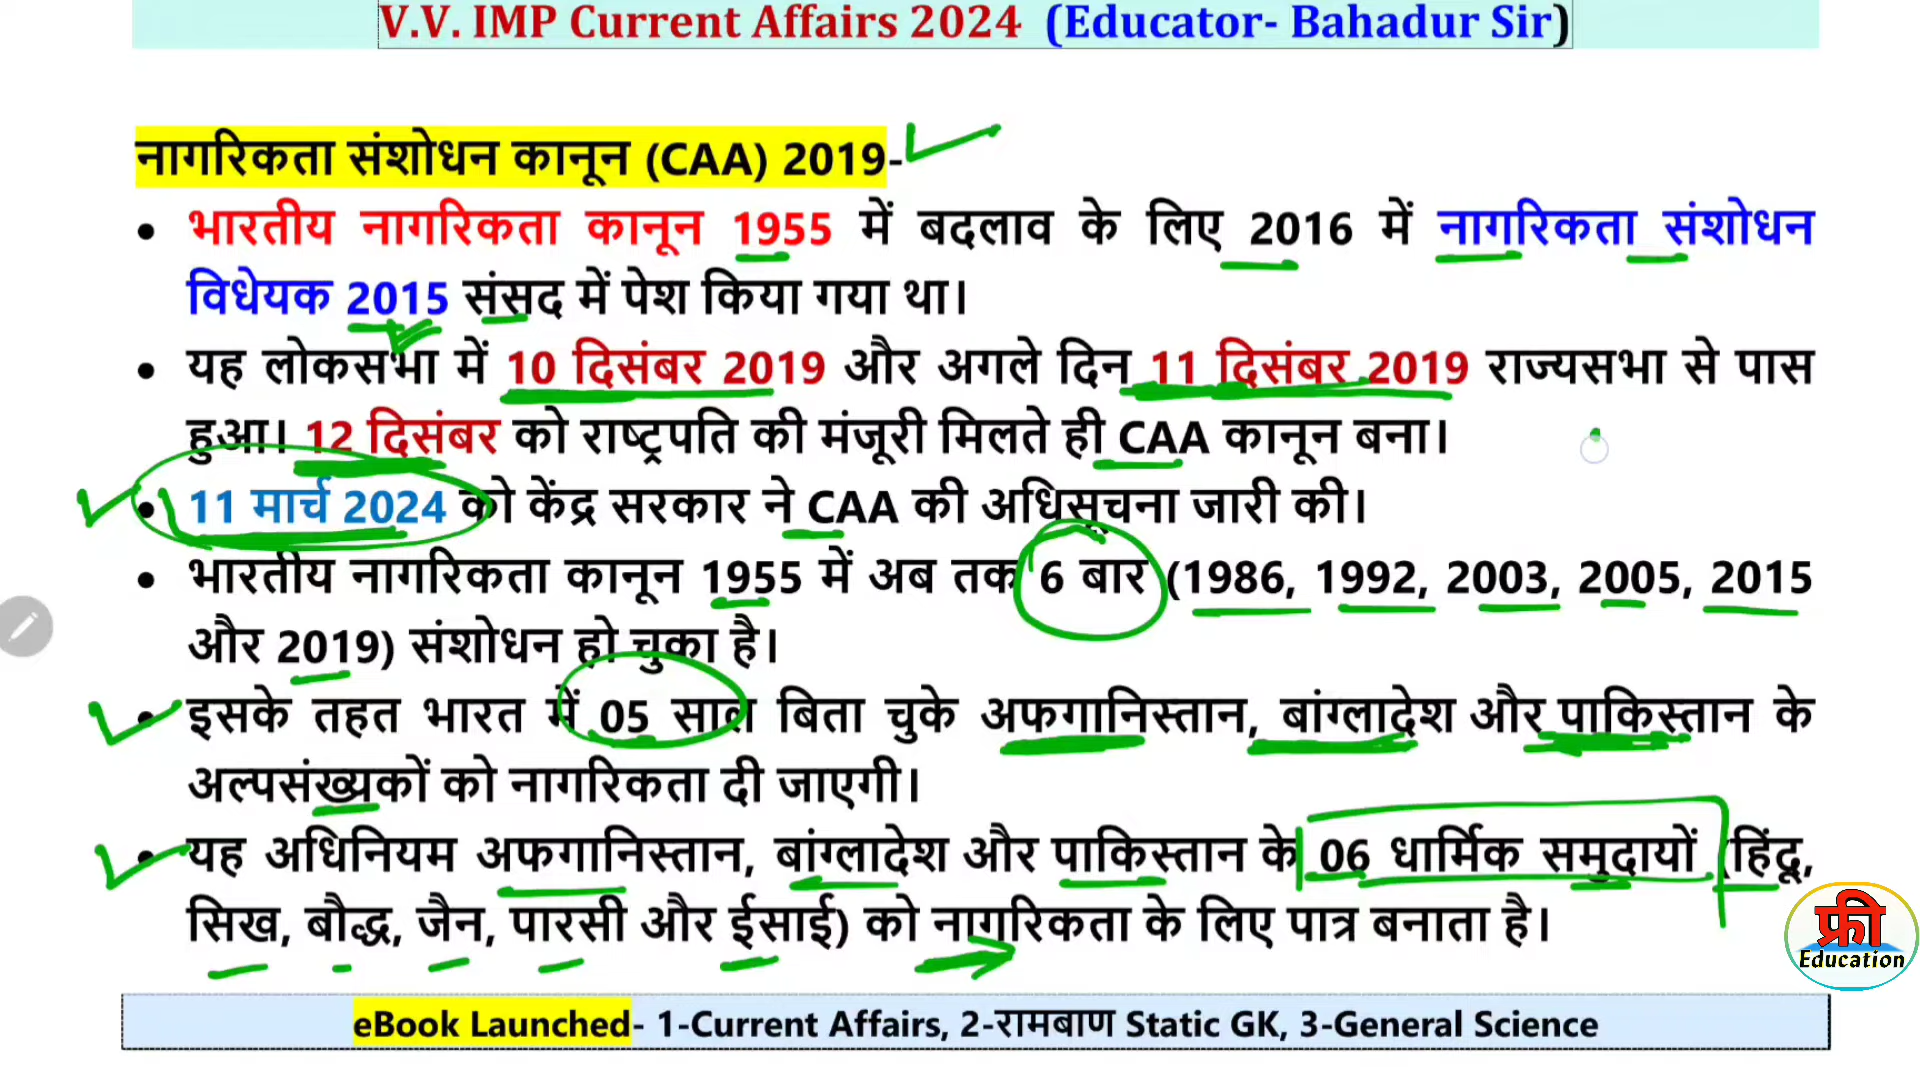 V.V. IMP Current Affairs 2024 (Educator- Bahadur Sir)
नागरिकता संशोधन कानून (CAA) 2019-
• भारतीय नागरिकता कानून 1955 में बदलाव के लिए 2016 में नागरिकता संशोधन
विधेयक 2015 संसद में पेश किया गया था।
• यह लोकसभा में 10 दिसंबर 2019 और अगले दिन 11 दिसंबर 2019 राज्यसभा से पास
हुआ। 12 दिसंबर को राष्ट्रपति की मंजूरी मिलते ही CAA कानून बना।
• 11 मार्च 2024 को केंद्र सरकार ने CAA की अधिसूचना जारी की।
• भारतीय नागरिकता कानून 1955 में अब तक 6 बार (1986, 1992, 2003, 2005, 2015
और 2019) संशोधन हो चुका है।
• इसके तहत भारत में 05 साल बिता चुके अफगानिस्तान, बांग्लादेश और पाकिस्तान के
अल्पसंख्यकों को नागरिकता दी जाएगी।
• यह अधिनियम अफगानिस्तान, बांग्लादेश और पाकिस्तान के 06 धार्मिक समुदायों (हिंदू,
सिख, बौद्ध, जैन, पारसी और ईसाई) को नागरिकता के लिए पात्र बनाता है।
फ्री
Education
eBook Launched- 1-Current Affairs, 2-रामबाण Static GK, 3-General Science